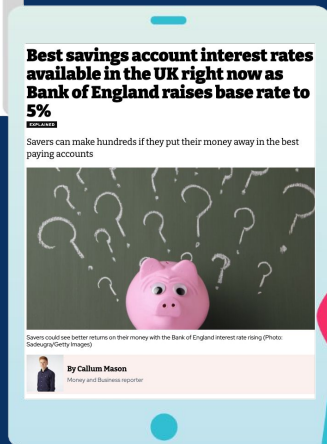 Best savings account interest rates
available in the UK right now as
Bank of England raises base rate to
5%
EXPLAINED
Savers can make hundreds if they put their money away in the best
paying accounts
Savers could see better returns on their money with the Bank of England interest rate rising (Photo:
Sadeugra/Getty Images)
By Callum Mason
Money and Business reporter